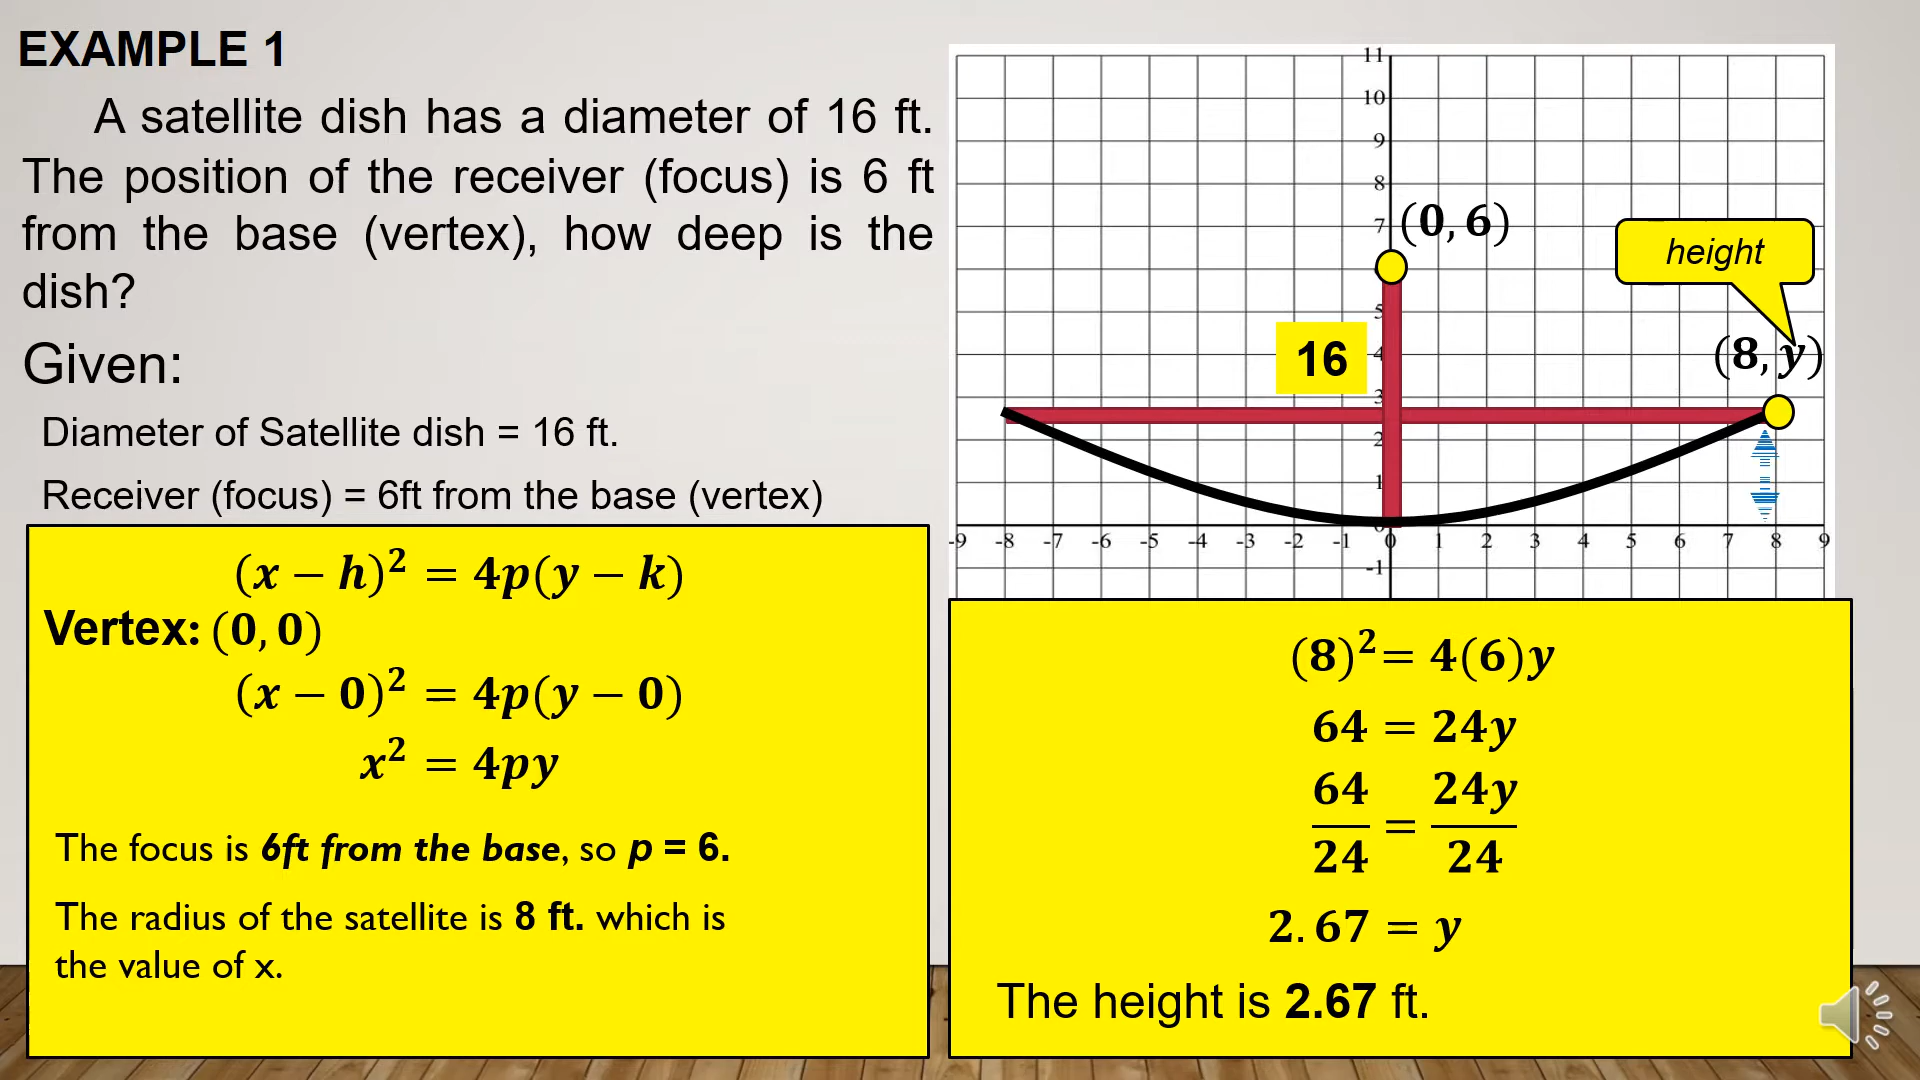 EXAMPLE 1
A satellite dish has a diameter of 16 ft.
The position of the receiver (focus) is 6 ft
from the base (vertex), how deep is the
dish?
Given:
Diameter of Satellite dish = 16 ft.
Receiver (focus) = 6ft from the base (vertex)
(x − h)² = 4p(y − k)
Vertex: (0, 0)
(x − 0)² = 4p(y − 0)
x² = 4py
The focus is 6ft from the base, so p = 6.
The radius of the satellite is 8 ft. which is
the value of x.
11
10
9
8
7
(0, 6)
height
5
16
4
(8, y)
3
2
1
0
-9 -8 -7 -6 -5 -4 -3 -2 -1 0 1 2 3 4 5 6 7 8 9
-1
(8)² = 4(6)y
64 = 24y
64/24 = 24y/24
2.67 = y
The height is 2.67 ft.